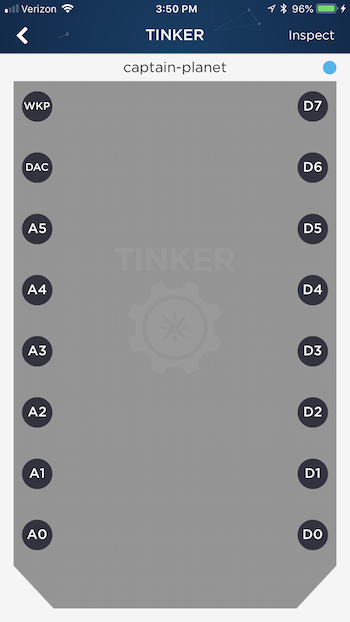 Verizon 3:50 PM 96%
TINKER Inspect
captain-planet
WKP D7
DAC D6
A5 D5
TINKER
A4 D4
A3 D3
A2 D2
A1 D1
A0 D0